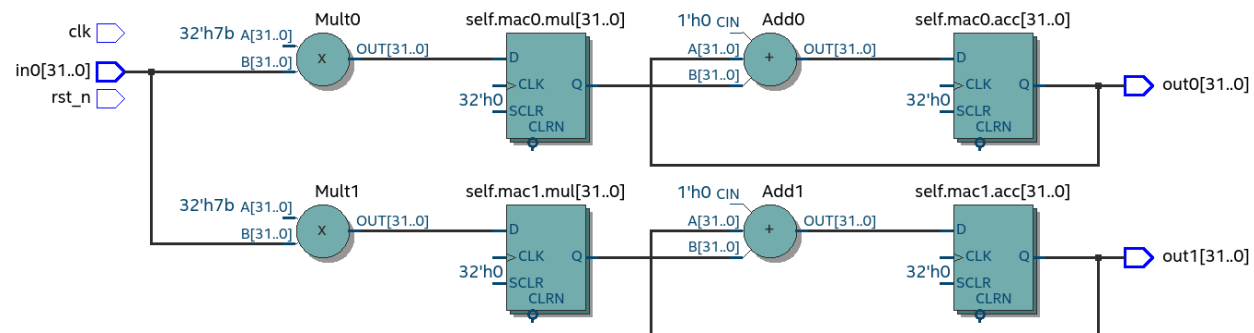 Mult0 self.mac0.mul[31..0] Add0 self.mac0.acc[31..0]
clk 1'h0 CIN
32'h7b A[31..0] OUT[31..0] D A[31..0] OUT[31..0] D
x +
in0[31..0] B[31..0] CLK Q B[31..0] CLK Q out0[31..0]
rst_n 32'h0 SCLR 32'h0 SCLR
CLRN CLRN
Mult1 self.mac1.mul[31..0] Add1 self.mac1.acc[31..0]
1'h0 CIN
32'h7b A[31..0] OUT[31..0] D A[31..0] OUT[31..0] D
x +
B[31..0] CLK Q B[31..0] CLK Q out1[31..0]
32'h0 SCLR 32'h0 SCLR
CLRN CLRN